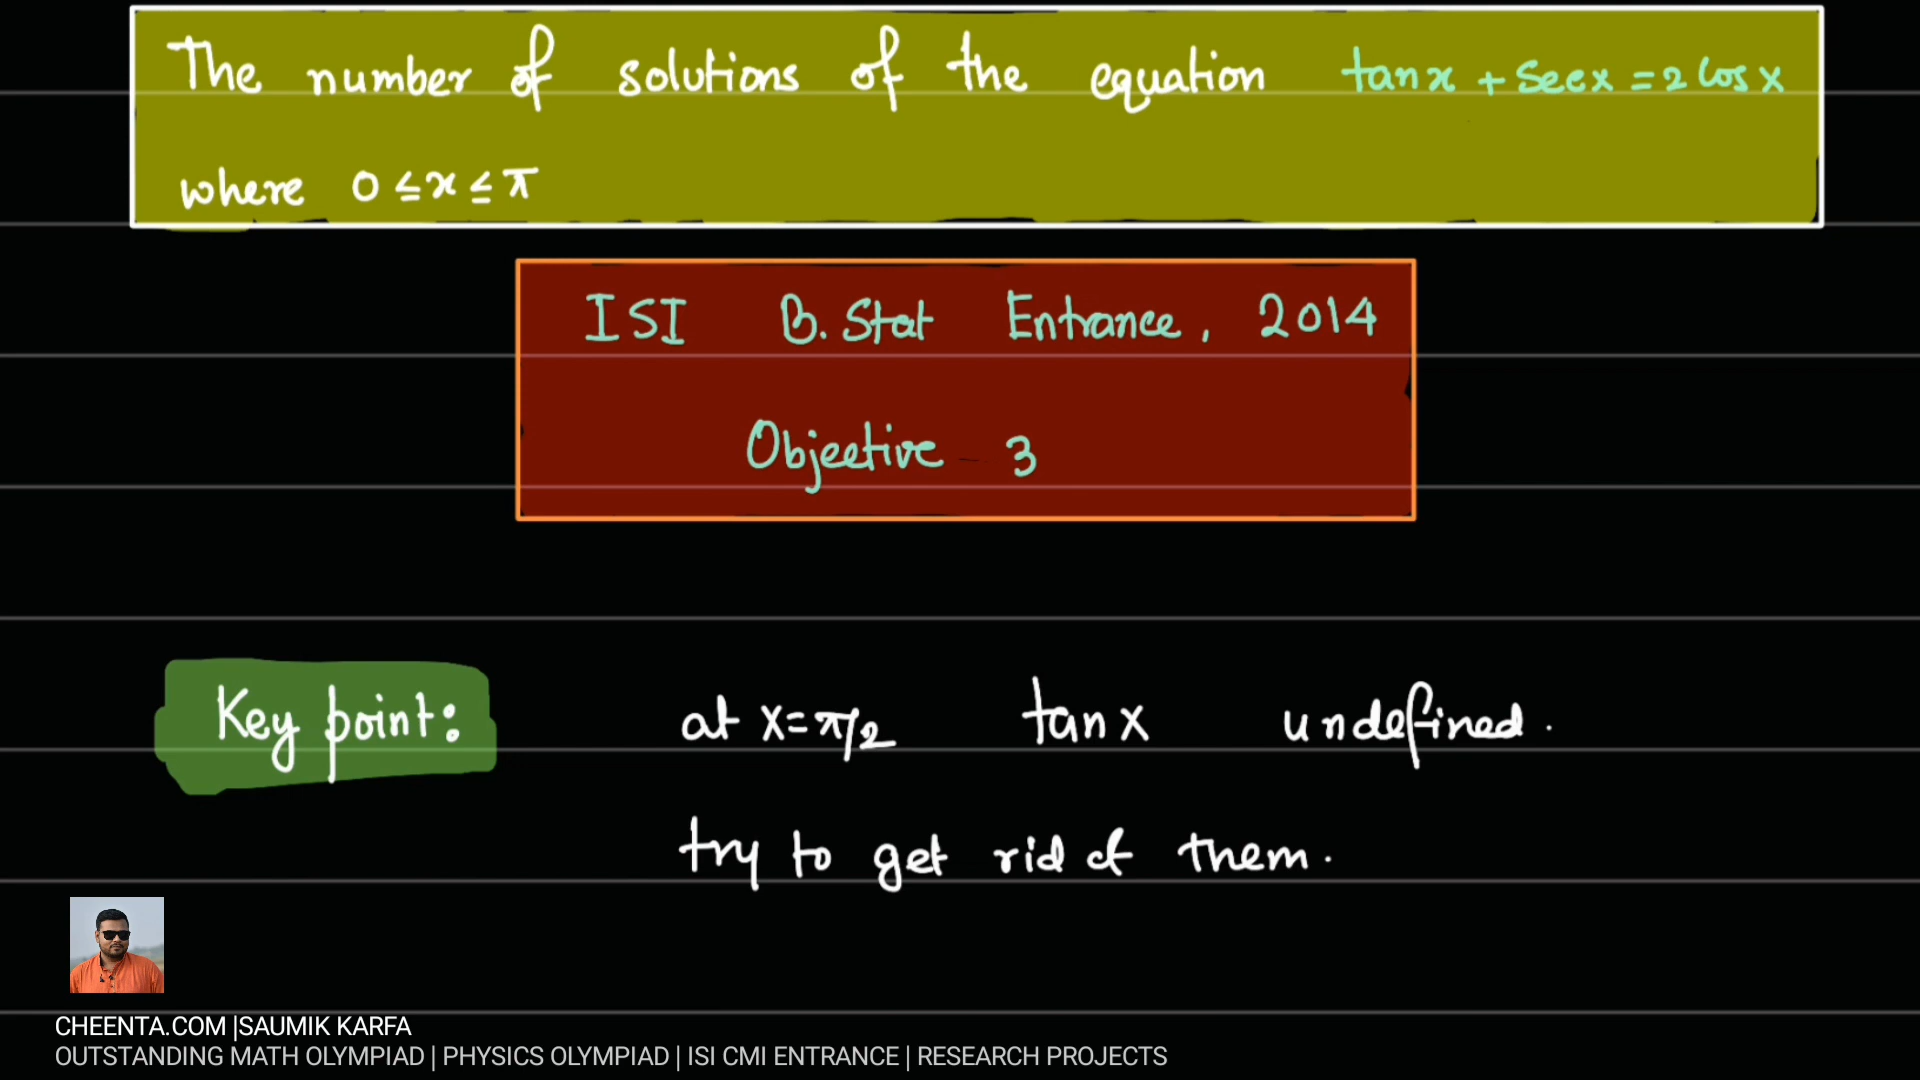 The number of solutions of the equation tanx + Secx = 2 Cos x
where 0 ≤ x ≤ π
ISI B. Stat Entrance, 2014
Objective 3
Key point: at x=π/2 tan x undefined.
try to get rid of them.
CHEENTA.COM |SAUMIK KARFA
OUTSTANDING MATH OLYMPIAD | PHYSICS OLYMPIAD | ISI CMI ENTRANCE | RESEARCH PROJECTS